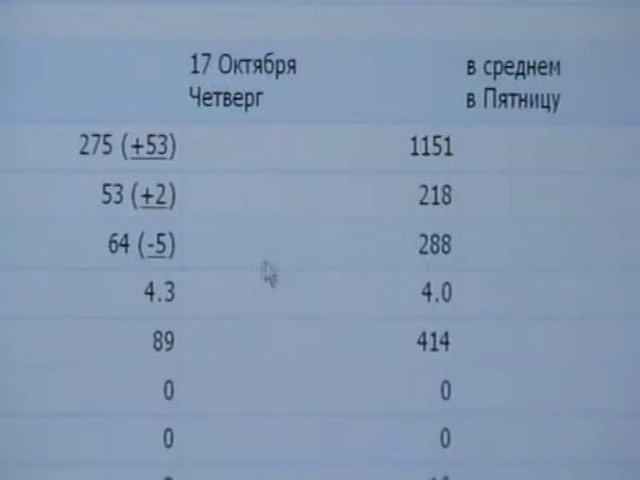 17 Октября
Четверг
в среднем
в Пятницу
275 (+53) 1151
53 (+2) 218
64 (-5) 288
4.3 4.0
89 414
0 0
0 0